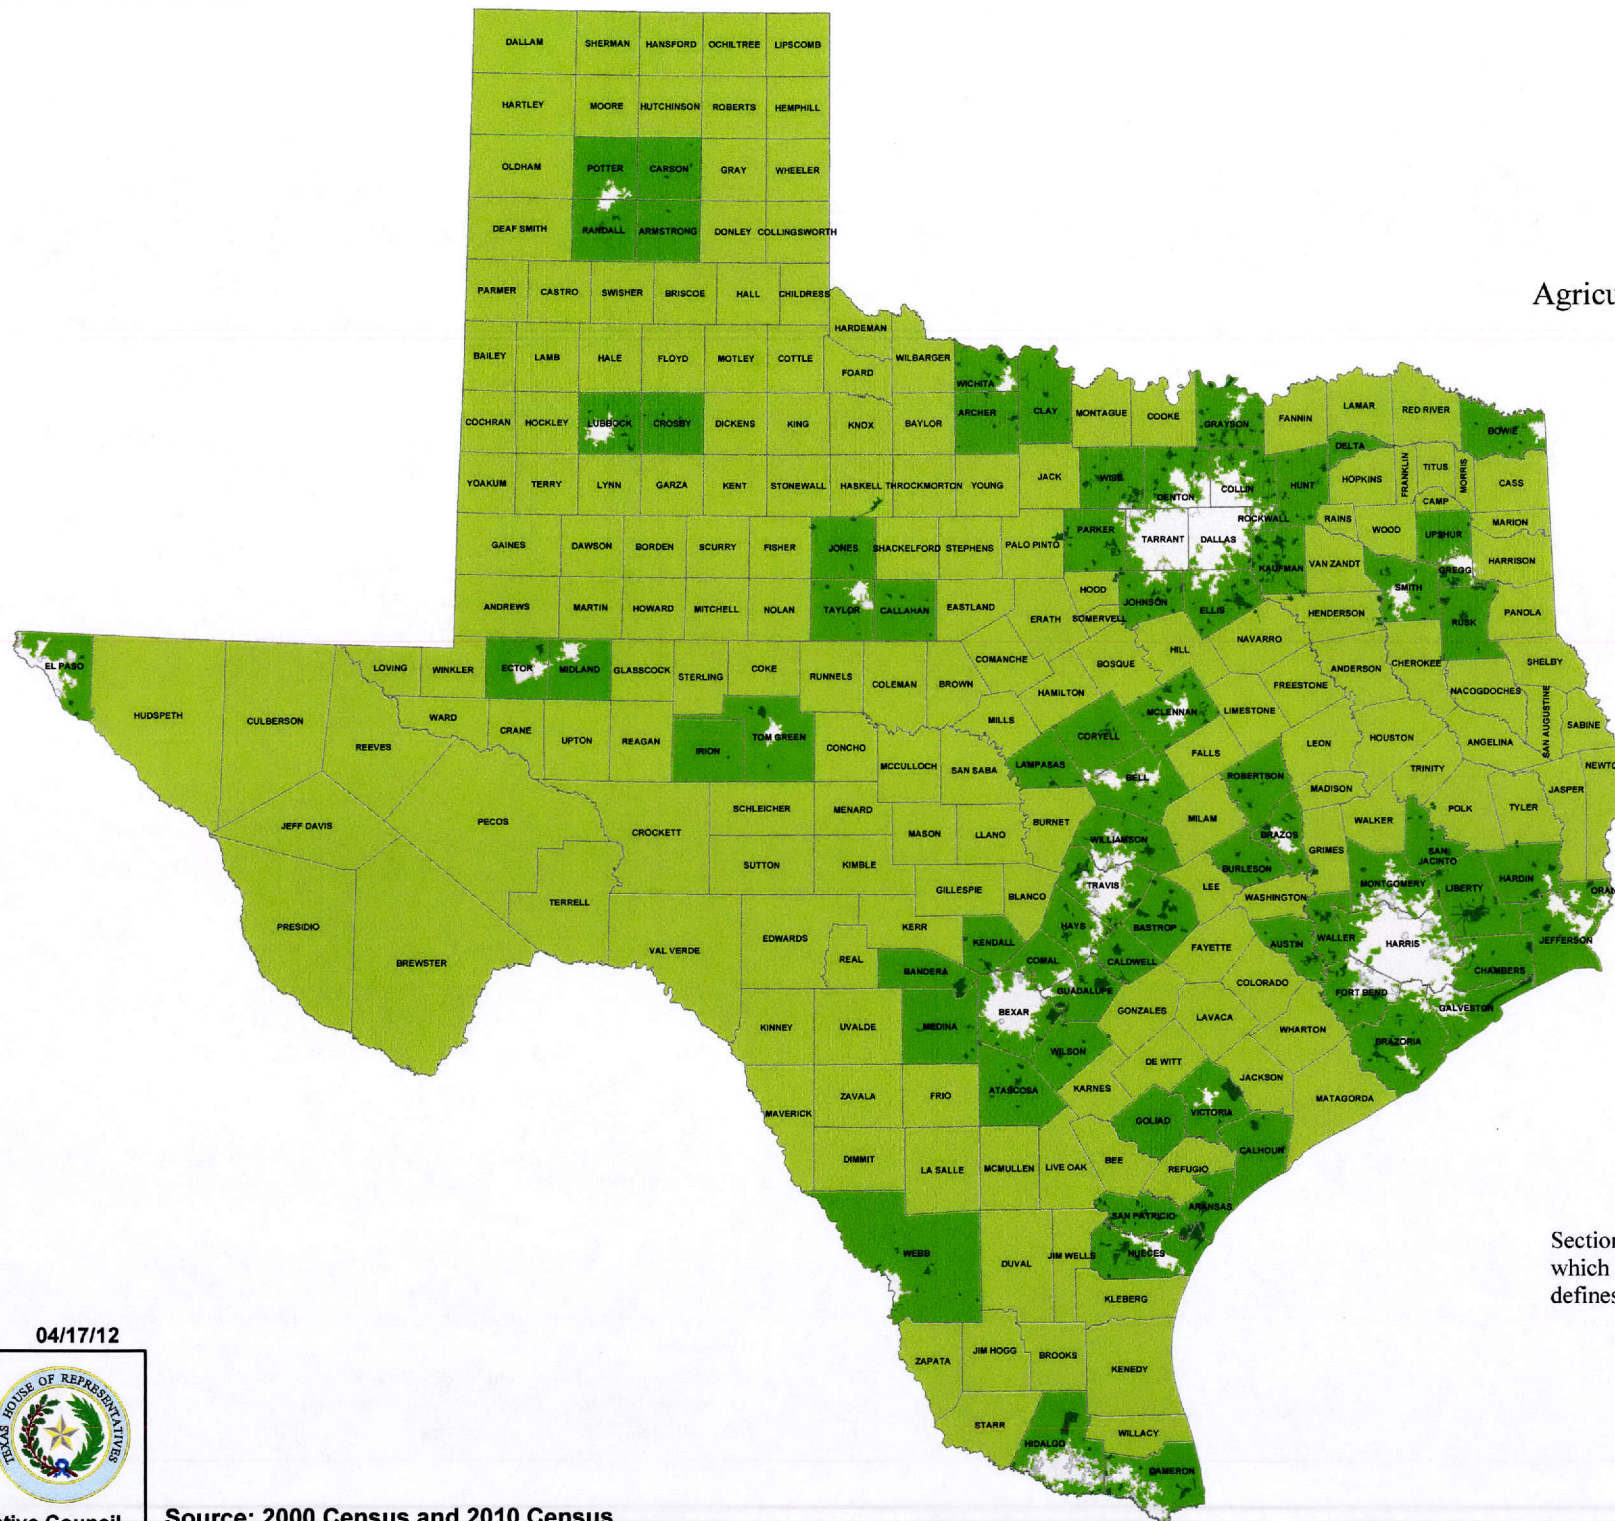 DALLAM SHERMAN HANSFORD OCHILTREE LIPSCOMB
HARTLEY MOORE HUTCHINSON ROBERTS HEMPHILL
OLDHAM POTTER CARSON GRAY WHEELER
DEAF SMITH RANDALL ARMSTRONG DONLEY COLLINGSWORTH
PARMER CASTRO SWISHER BRISCOE HALL CHILDRESS
Agricu
HARDEMAN
BAILEY LAMB HALE FLOYD MOTLEY COTTLE FOARD WILBARGER WICHITA
COCHRAN HOCKLEY LUBBOCK CROSBY DICKENS KING KNOX BAYLOR ARCHER CLAY MONTAGUE COOKE GRAYSON FANNIN LAMAR RED RIVER BOWIE
DELTA
YOAKUM TERRY LYNN GARZA KENT STONEWALL HASKELL THROCKMORTON YOUNG JACK WISE DENTON COLLIN HUNT HOPKINS FRANKLIN TITUS MORRIS CASS
CAMP
GAINES DAWSON BORDEN SCURRY FISHER JONES SHACKELFORD STEPHENS PALO PINTO PARKER TARRANT DALLAS ROCKWALL RAINS WOOD UPSHUR MARION
KAUFMAN VAN ZANDT GREGG HARRISON
ANDREWS MARTIN HOWARD MITCHELL NOLAN TAYLOR CALLAHAN EASTLAND ERATH HOOD SOMERVELL JOHNSON ELLIS HENDERSON SMITH RUSK PANOLA
EL PASO LOVING WINKLER ECTOR MIDLAND GLASSCOCK STERLING COKE RUNNELS COLEMAN BROWN COMANCHE BOSQUE HILL NAVARRO ANDERSON CHEROKEE SHELBY
HAMILTON FREESTONE NACOGDOCHES
HUDSPETH CULBERSON REEVES WARD CRANE UPTON REAGAN IRION TOM GREEN CONCHO MILLS MCLENNAN LIMESTONE SAN AUGUSTINE SABINE
MCCULLOCH SAN SABA LAMPASAS CORYELL FALLS LEON HOUSTON ANGELINA
BELL ROBERTSON MADISON TRINITY NEWTO
JEFF DAVIS PECOS CROCKETT SCHLEICHER MENARD MASON LLANO BURNET WILLIAMSON MILAM BRAZOS WALKER POLK TYLER JASPER
SUTTON KIMBLE BURLESON GRIMES SAN JACINTO
PRESIDIO TERRELL GILLESPIE BLANCO TRAVIS LEE WASHINGTON MONTGOMERY LIBERTY HARDIN ORAN
BREWSTER VAL VERDE EDWARDS KERR KENDALL HAYS BASTROP FAYETTE AUSTIN WALLER HARRIS JEFFERSON
REAL BANDERA COMAL CALDWELL COLORADO CHAMBERS
KINNEY UVALDE MEDINA BEXAR GUADALUPE GONZALES LAVACA WHARTON FORT BEND GALVESTON
WILSON DE WITT BRAZORIA
MAVERICK ZAVALA FRIO ATASCOSA KARNES JACKSON MATAGORDA
GOLIAD VICTORIA
DIMMIT LA SALLE MCMULLEN LIVE OAK BEE REFUGIO CALHOUN
SAN PATRICIO ARANSAS
WEBB DUVAL JIM WELLS NUECES
Section
which
defines
KLEBERG
ZAPATA JIM HOGG BROOKS KENEDY
STARR HIDALGO WILLACY
CAMERON
04/17/12
TEXAS HOUSE OF REPRESENTATIVES
ative Council
Source: 2000 Census and 2010 Census